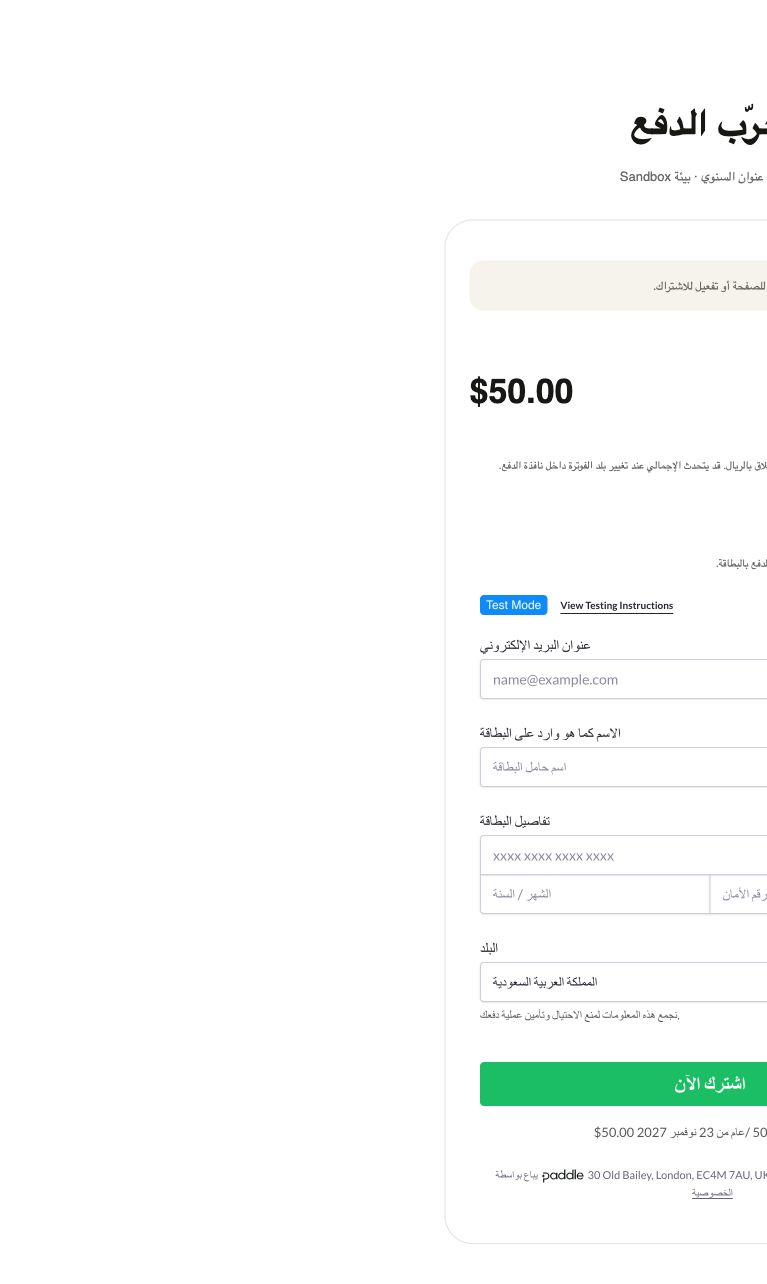 جرّب الدفع
عنوان السنوي · بيئة Sandbox
للصفحة أو تفعيل للاشتراك.
$50.00
بالريال. قد يتحدث الإجمالي عند تغيير بلد الفوترة داخل نافذة الدفع.
الدفع بالبطاقة.
Test Mode View Testing Instructions
عنوان البريد الإلكتروني
name@example.com
الاسم كما هو وارد على البطاقة
اسم حامل البطاقة
تفاصيل البطاقة
xxxx xxxx xxxx xxxx
الشهر / السنة رقم الأمان
البلد
المملكة العربية السعودية
نجمع هذه المعلومات لمنع الاحتيال وتأمين عملية دفعك.
اشترك الآن
50 /عام من 23 نوفمبر 2027 $50.00
يباع بواسطة paddle 30 Old Bailey, London, EC4M 7AU, UK
الخصوصية